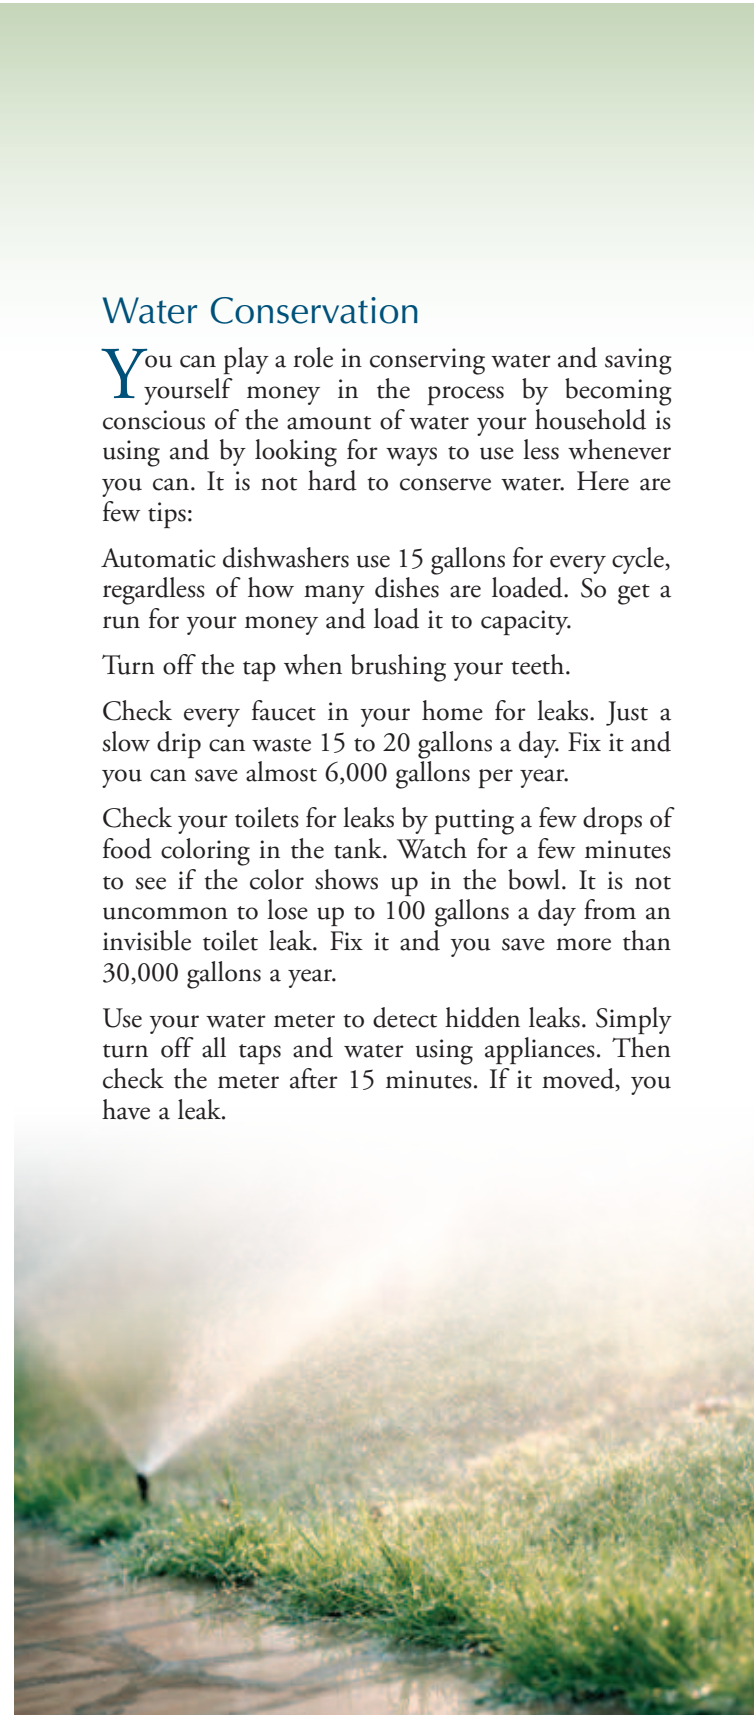 Water Conservation
You can play a role in conserving water and saving
yourself money in the process by becoming
conscious of the amount of water your household is
using and by looking for ways to use less whenever
you can. It is not hard to conserve water. Here are
few tips:
Automatic dishwashers use 15 gallons for every cycle,
regardless of how many dishes are loaded. So get a
run for your money and load it to capacity.
Turn off the tap when brushing your teeth.
Check every faucet in your home for leaks. Just a
slow drip can waste 15 to 20 gallons a day. Fix it and
you can save almost 6,000 gallons per year.
Check your toilets for leaks by putting a few drops of
food coloring in the tank. Watch for a few minutes
to see if the color shows up in the bowl. It is not
uncommon to lose up to 100 gallons a day from an
invisible toilet leak. Fix it and you save more than
30,000 gallons a year.
Use your water meter to detect hidden leaks. Simply
turn off all taps and water using appliances. Then
check the meter after 15 minutes. If it moved, you
have a leak.